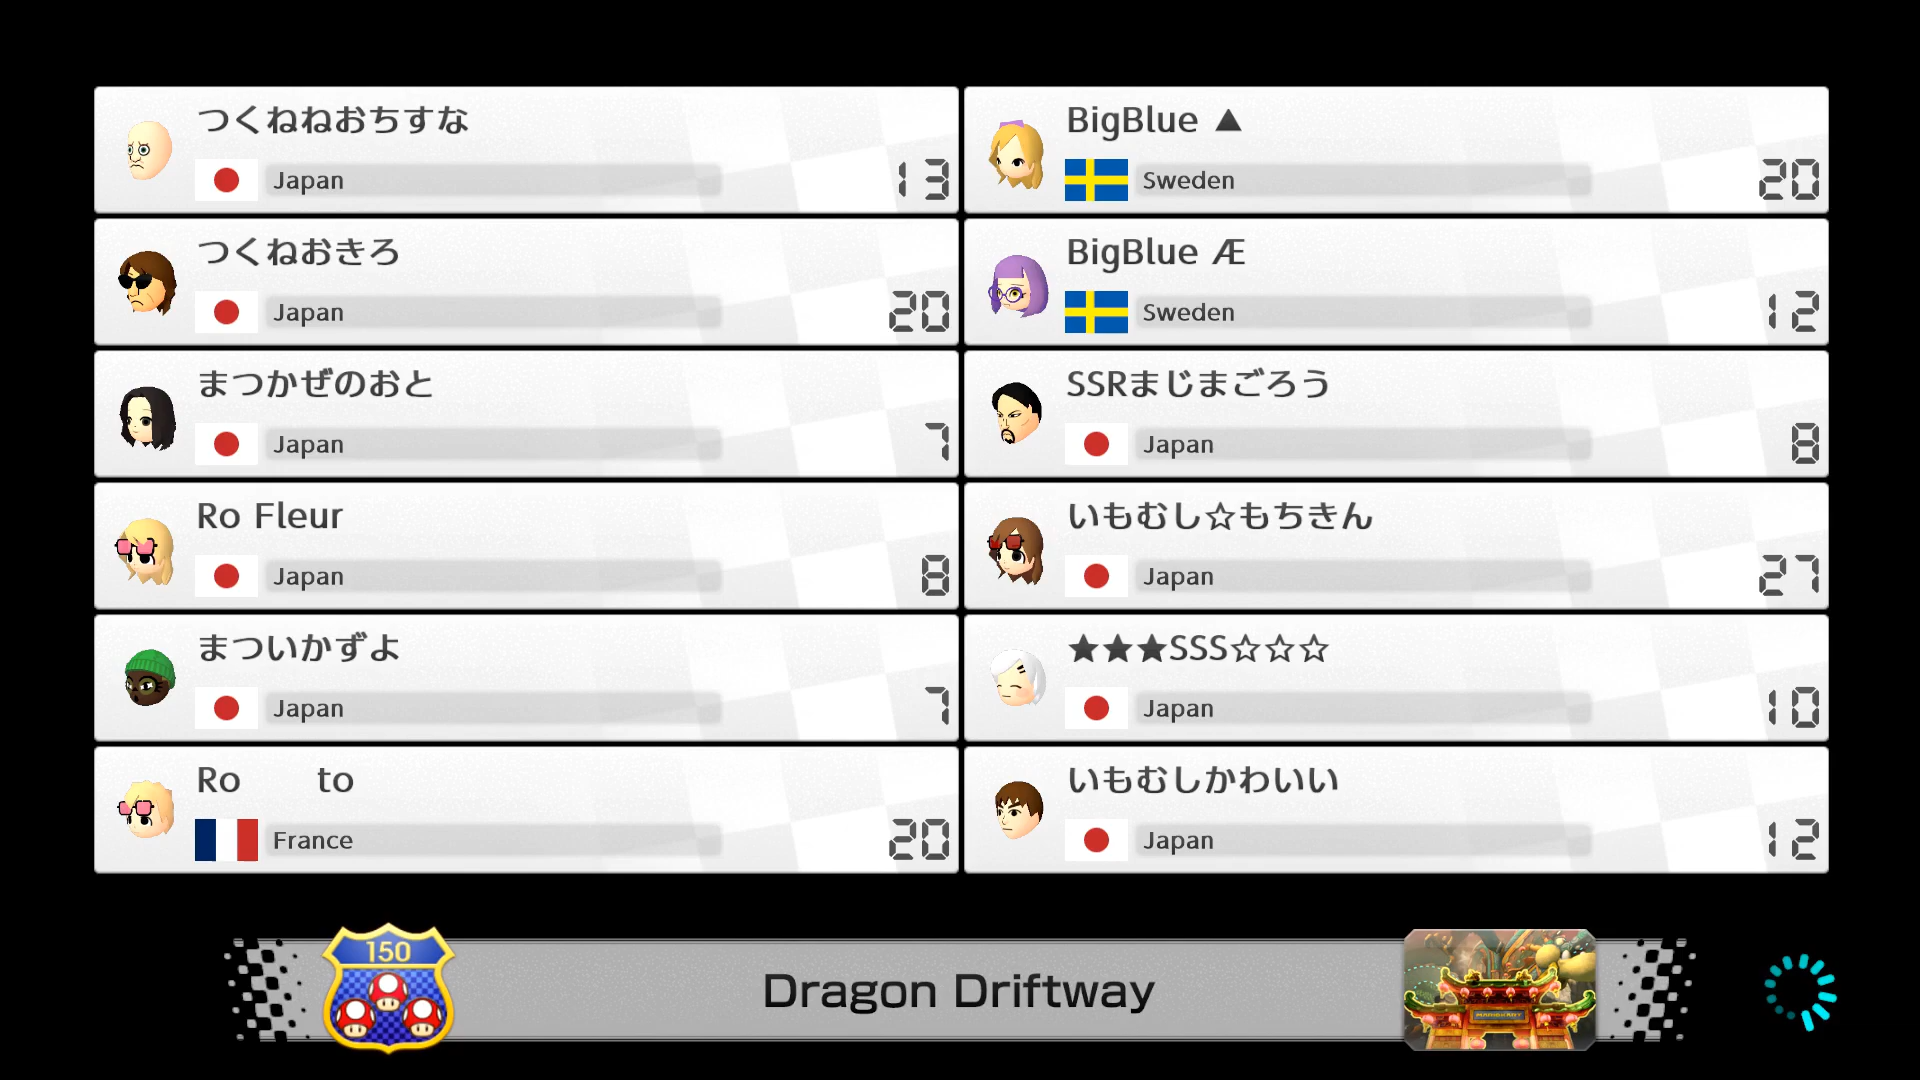 つくねねおちすな
Japan
13
つくねおきろ
Japan
20
まつかぜのおと
Japan
7
Ro Fleur
Japan
8
まついかずよ
Japan
7
Ro to
France
20
BigBlue ▲
Sweden
20
BigBlue Æ
Sweden
12
SSRまじまごろう
Japan
8
いもむし☆もちきん
Japan
27
★★★SSS☆☆☆
Japan
10
いもむしかわいい
Japan
12
150
Dragon Driftway
MARIOKART